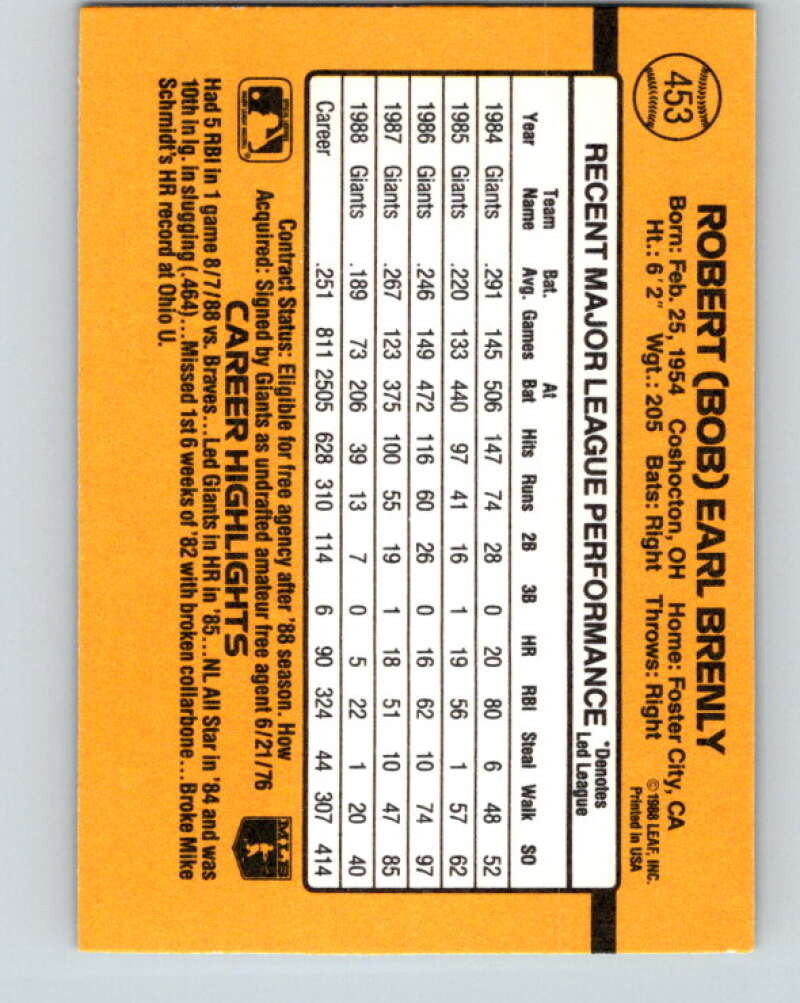 453
ROBERT (BOB) EARL BRENLY
Born: Feb. 25, 1954 Coshocton, OH Home: Foster City, CA
Ht.: 6'2" Wgt.: 205 Bats: Right Throws: Right
© 1988 LEAF, INC.
Printed in USA
RECENT MAJOR LEAGUE PERFORMANCE
*Denotes
Led League
Year Team Name Bat. Avg. Games At Bat Hits Runs 2B 3B HR RBI Steal Walk SO
1984 Giants .291 145 506 147 74 28 0 20 80 6 48 52
1985 Giants .220 133 440 97 41 16 1 19 56 1 57 62
1986 Giants .246 149 472 116 60 26 0 16 62 10 74 97
1987 Giants .267 123 375 100 55 19 1 18 51 10 47 85
1988 Giants .189 73 206 39 13 7 0 5 22 1 20 40
Career .251 811 2505 628 310 114 6 90 324 44 307 414
Contract Status: Eligible for free agency after '88 season. How
Acquired: Signed by Giants as undrafted amateur free agent 6/21/76
MLB
CAREER HIGHLIGHTS
Had 5 RBI in 1 game 8/7/88 vs. Braves...Led Giants in HR in '85...NL All Star in '84 and was
10th in lg. in slugging (.464)...Missed 1st 6 weeks of '82 with broken collarbone...Broke Mike
Schmidt's HR record at Ohio U.